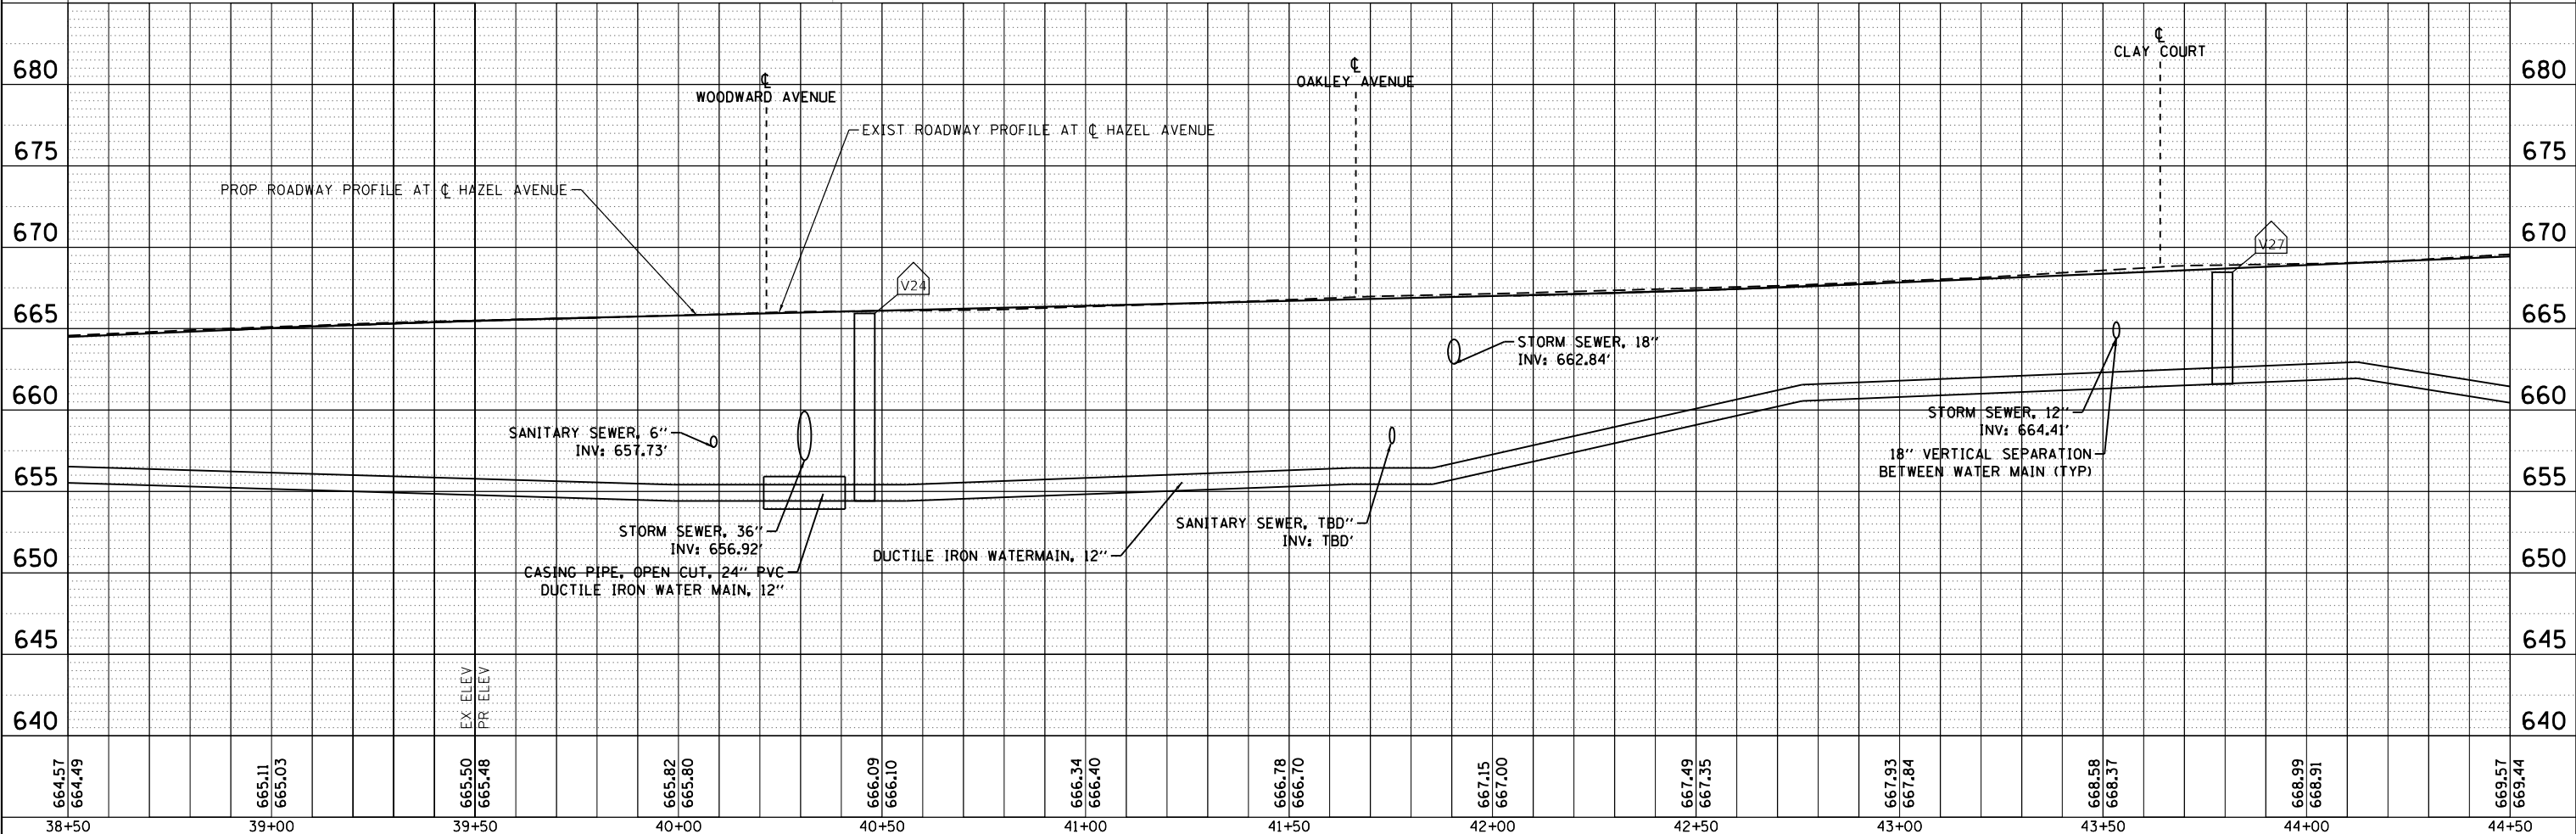 ℄
CLAY COURT
℄
OAKLEY AVENUE
℄
WOODWARD AVENUE
680
680
EXIST ROADWAY PROFILE AT ℄ HAZEL AVENUE
675
675
PROP ROADWAY PROFILE AT ℄ HAZEL AVENUE
670
670
V27
V24
665
665
STORM SEWER, 18"
INV: 662.84'
660
660
STORM SEWER, 12"
INV: 664.41'
SANITARY SEWER, 6"
INV: 657.73'
18" VERTICAL SEPARATION
BETWEEN WATER MAIN (TYP)
655
655
SANITARY SEWER, TBD"
INV: TBD'
STORM SEWER, 36"
INV: 656.92'
DUCTILE IRON WATERMAIN, 12"
650
650
CASING PIPE, OPEN CUT, 24" PVC
DUCTILE IRON WATER MAIN, 12"
645
645
EX ELEV
PR ELEV
640
640
664.57
664.49
665.11
665.03
665.50
665.48
665.82
665.80
666.09
666.10
666.34
666.40
666.78
666.70
667.15
667.00
667.49
667.35
667.93
667.84
668.58
668.37
668.99
668.91
669.57
669.44
38+50 39+00 39+50 40+00 40+50 41+00 41+50 42+00 42+50 43+00 43+50 44+00 44+50